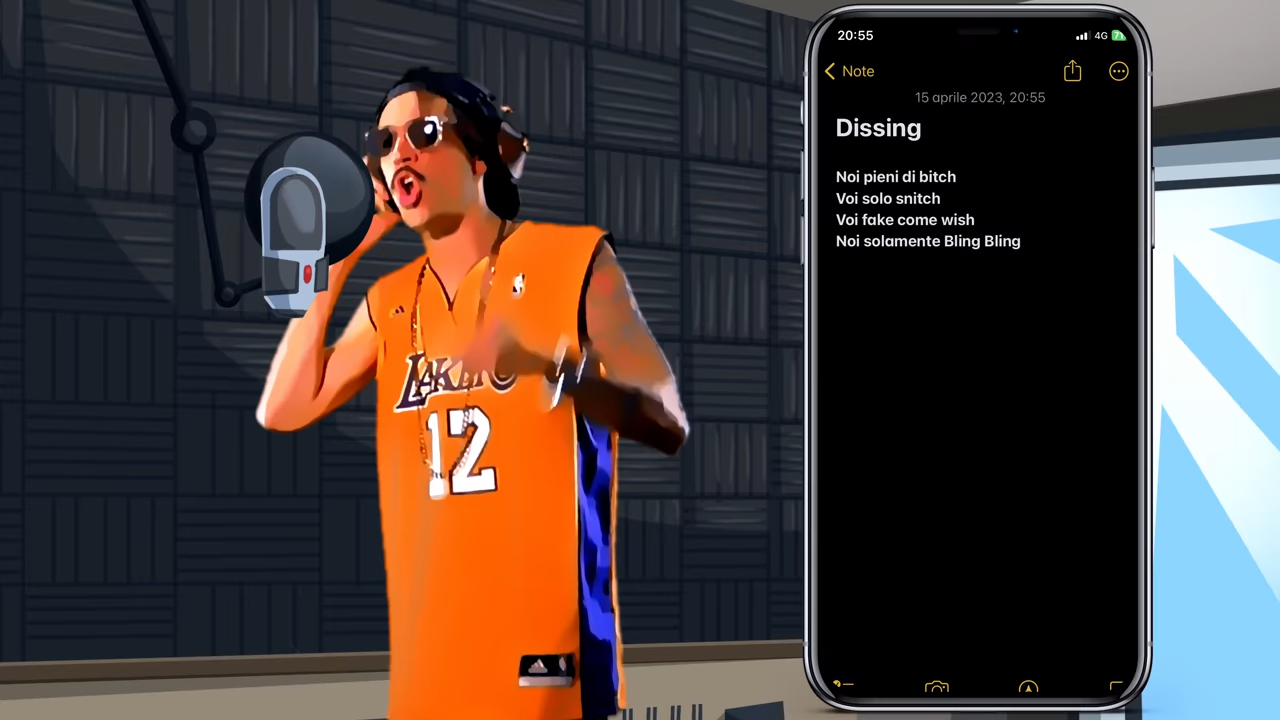 LAKERS
12
20:55
4G 71
Note
15 aprile 2023, 20:55
Dissing
Noi pieni di bitch
Voi solo snitch
Voi fake come wish
Noi solamente Bling Bling